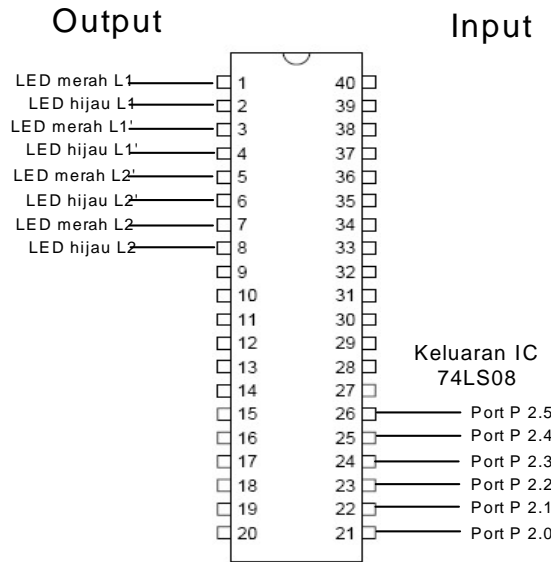 Output
Input
LED merah L1
LED hijau L1
LED merah L1'
LED hijau L1'
LED merah L2'
LED hijau L2'
LED merah L2
LED hijau L2
1 40
2 39
3 38
4 37
5 36
6 35
7 34
8 33
9 32
10 31
11 30
12 29
13 28
14 27
15 26
16 25
17 24
18 23
19 22
20 21
Keluaran IC
74LS08
Port P 2.5
Port P 2.4
Port P 2.3
Port P 2.2
Port P 2.1
Port P 2.0